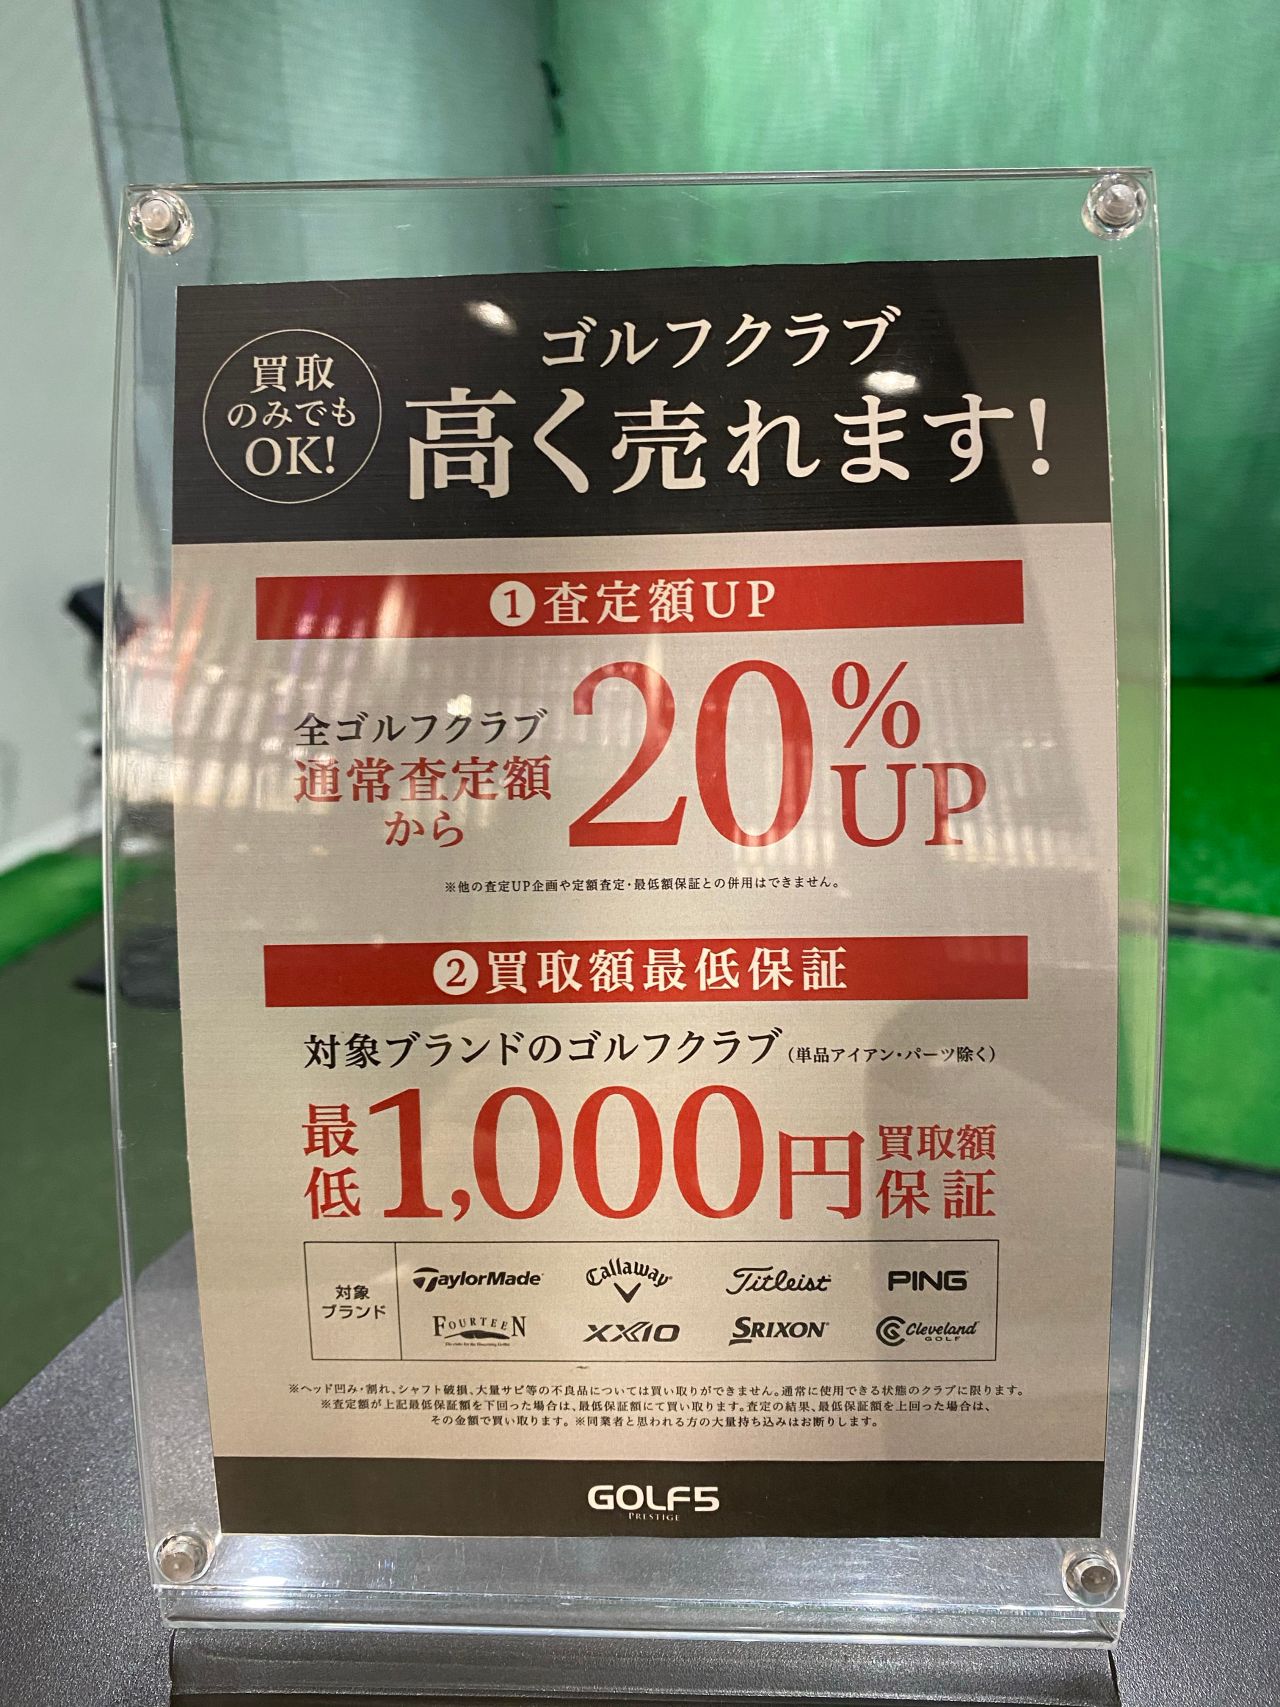 買取
のみでも
OK!
ゴルフクラブ
高く売れます!
❶査定額UP
全ゴルフクラブ
通常査定額
から
20%
UP
※他の査定UP企画や定額査定・最低額保証との併用はできません。
❷買取額最低保証
対象ブランドのゴルフクラブ(単品アイアン・パーツ除く)
最低1,000円買取額保証
対象
ブランド
TaylorMade Callaway Titleist PING
FOURTEEN XXIO SRIXON Cleveland GOLF
※ヘッド凹み・割れ、シャフト破損、大量サビ等の不良品については買い取りができません。通常に使用できる状態のクラブに限ります。
※査定額が上記最低保証額を下回った場合は、最低保証額にて買い取ります。査定の結果、最低保証額を上回った場合は、
その金額で買い取ります。※同業者と思われる方の大量持ち込みはお断りします。
GOLF5
PRESTIGE